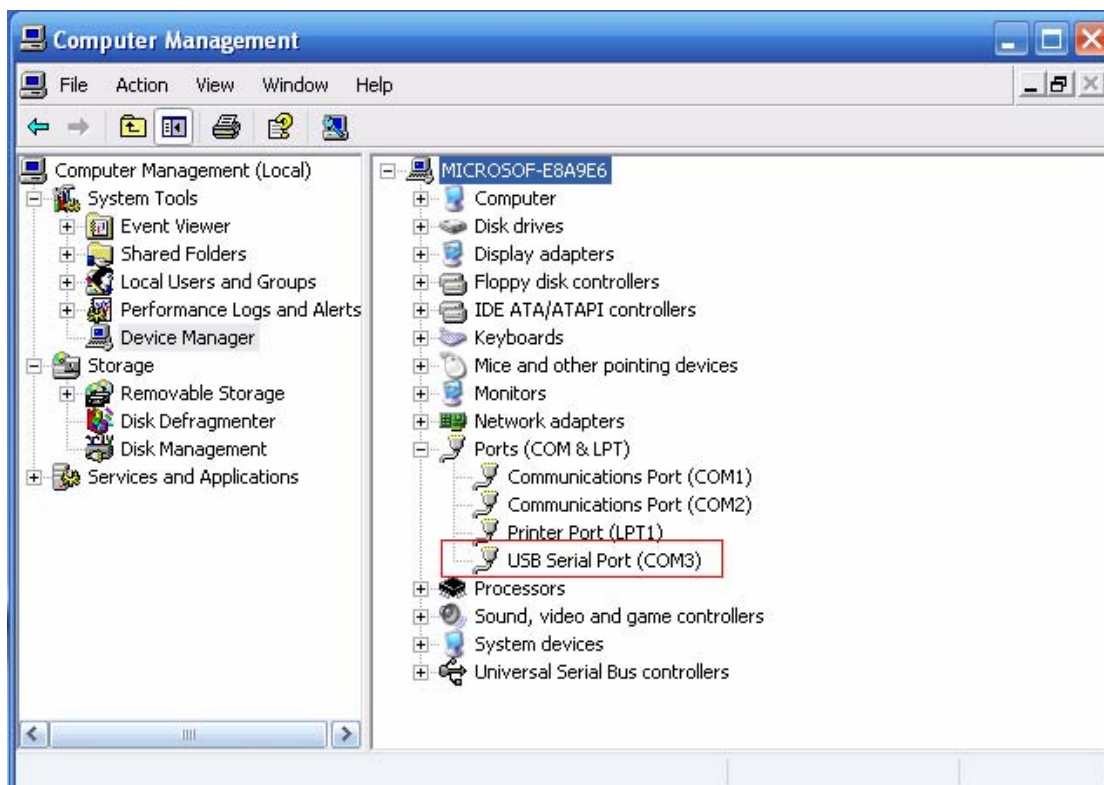 Computer Management
File Action View Window Help
Computer Management (Local)
System Tools
Event Viewer
Shared Folders
Local Users and Groups
Performance Logs and Alerts
Device Manager
Storage
Removable Storage
Disk Defragmenter
Disk Management
Services and Applications
MICROSOF-E8A9E6
Computer
Disk drives
Display adapters
Floppy disk controllers
IDE ATA/ATAPI controllers
Keyboards
Mice and other pointing devices
Monitors
Network adapters
Ports (COM & LPT)
Communications Port (COM1)
Communications Port (COM2)
Printer Port (LPT1)
USB Serial Port (COM3)
Processors
Sound, video and game controllers
System devices
Universal Serial Bus controllers